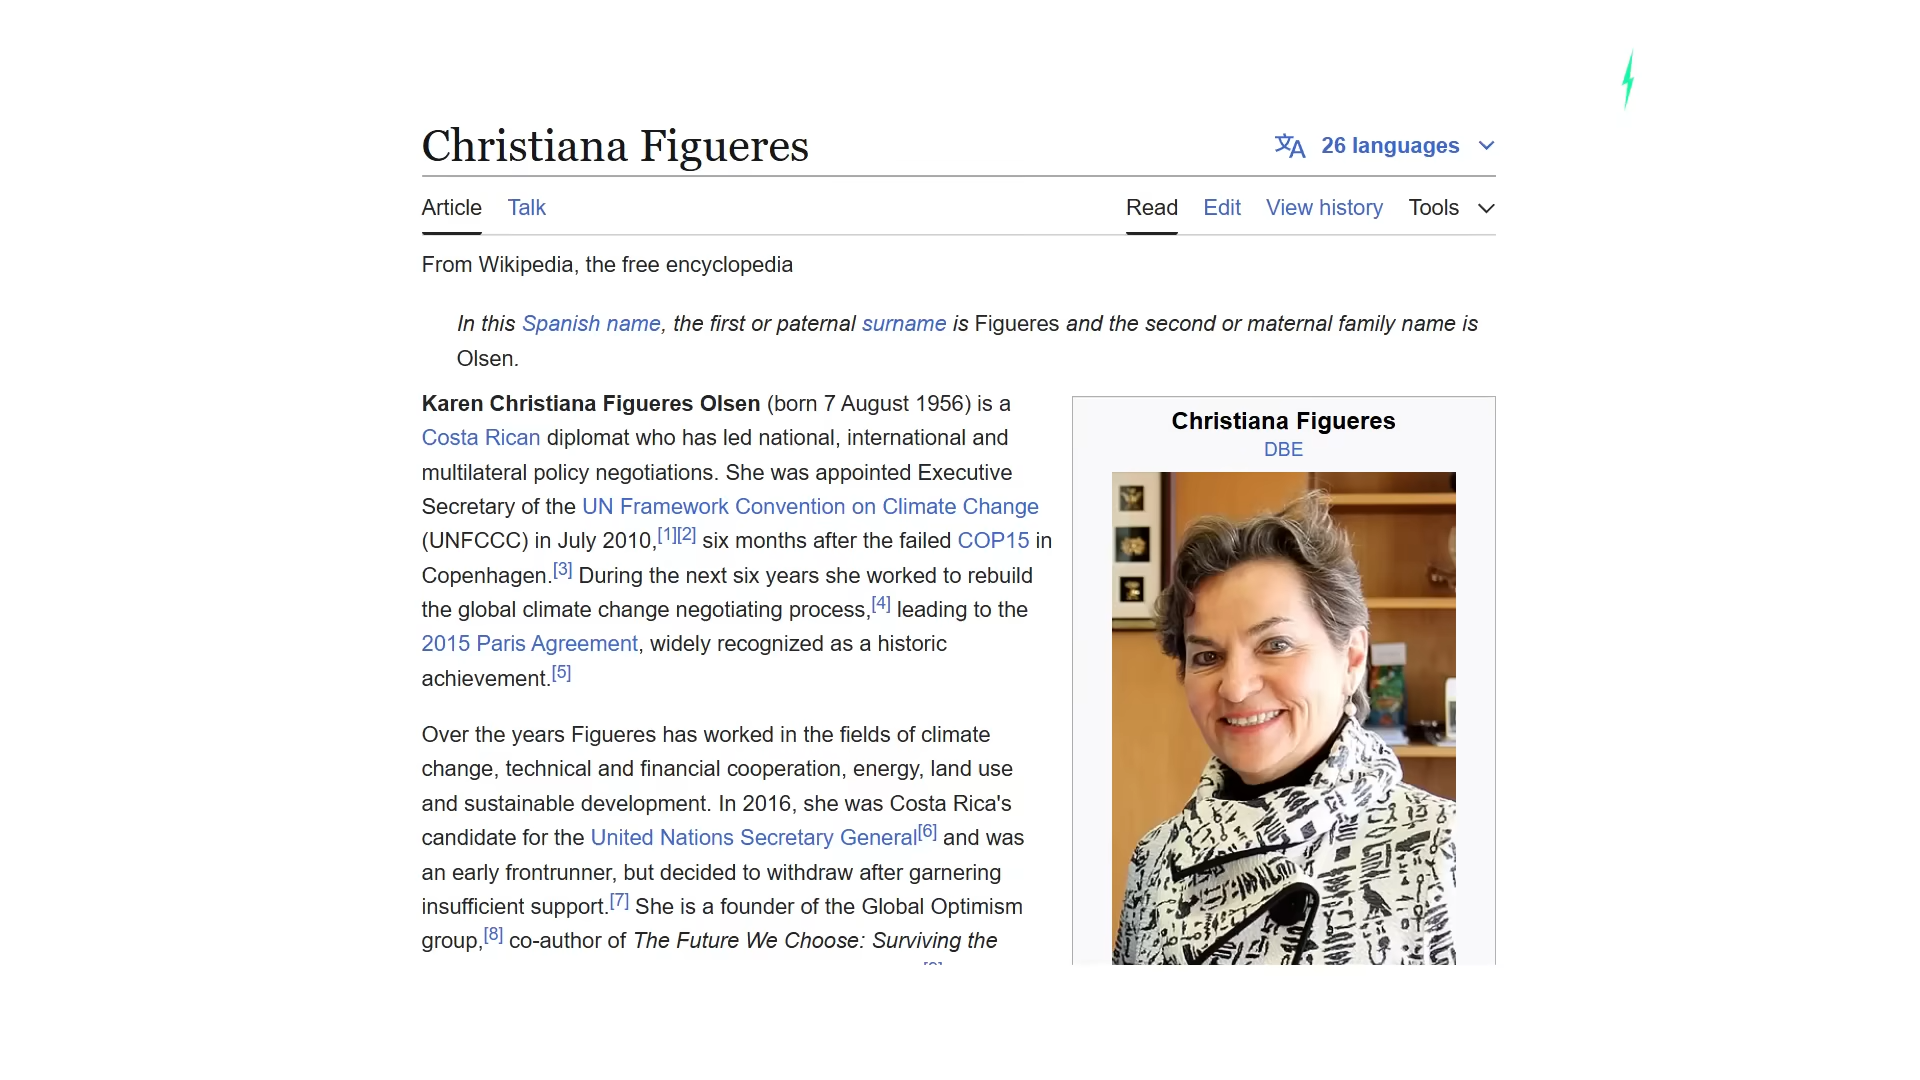 Christiana Figueres
26 languages
Article Talk Read Edit View history Tools
From Wikipedia, the free encyclopedia
In this Spanish name, the first or paternal surname is Figueres and the second or maternal family name is
Olsen.
Karen Christiana Figueres Olsen (born 7 August 1956) is a
Costa Rican diplomat who has led national, international and
multilateral policy negotiations. She was appointed Executive
Secretary of the UN Framework Convention on Climate Change
(UNFCCC) in July 2010,[1][2] six months after the failed COP15 in
Copenhagen.[3] During the next six years she worked to rebuild
the global climate change negotiating process,[4] leading to the
2015 Paris Agreement, widely recognized as a historic
achievement.[5]
Over the years Figueres has worked in the fields of climate
change, technical and financial cooperation, energy, land use
and sustainable development. In 2016, she was Costa Rica's
candidate for the United Nations Secretary General[6] and was
an early frontrunner, but decided to withdraw after garnering
insufficient support.[7] She is a founder of the Global Optimism
group,[8] co-author of The Future We Choose: Surviving the
Christiana Figueres
DBE